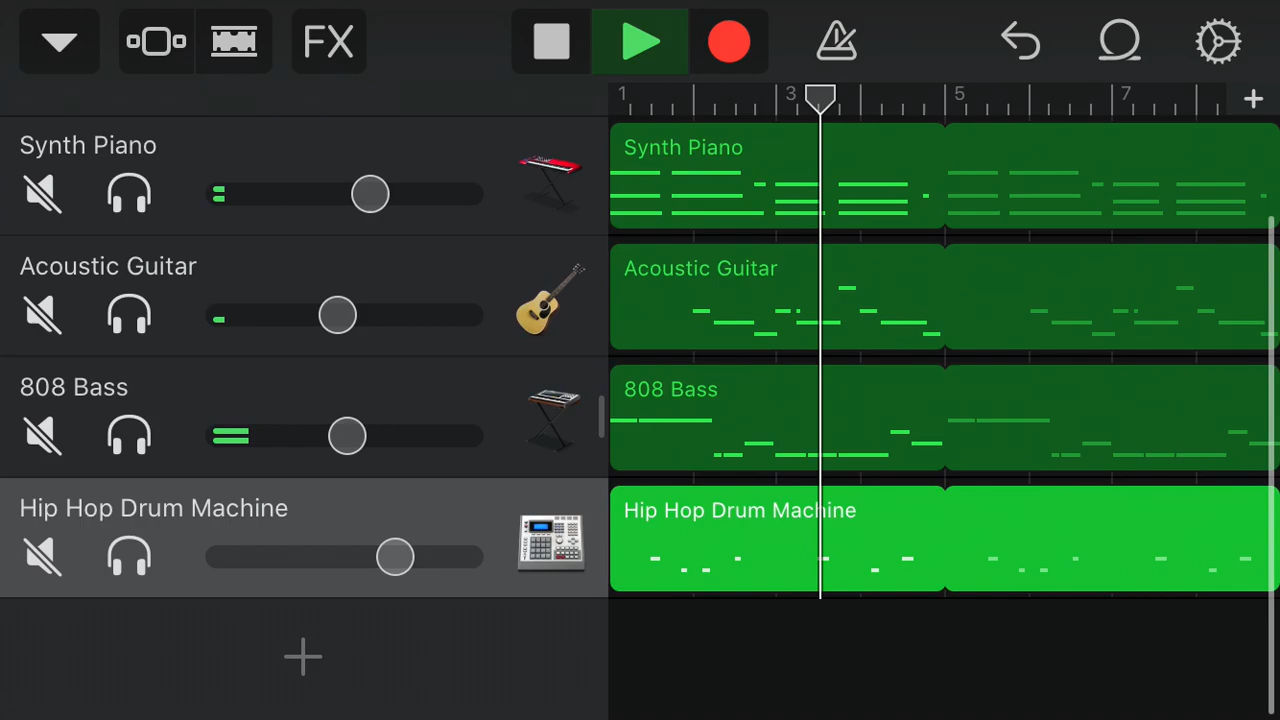 FX
1 3 5 7
Synth Piano
Synth Piano
Acoustic Guitar
Acoustic Guitar
808 Bass
808 Bass
Hip Hop Drum Machine
Hip Hop Drum Machine